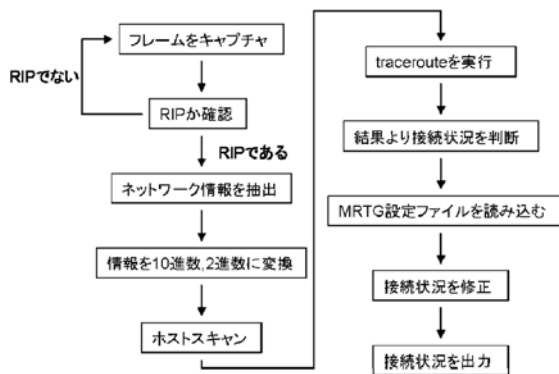 フレームをキャプチャ
RIPでない
RIPか確認
RIPである
ネットワーク情報を抽出
情報を10進数,2進数に変換
ホストスキャン
tracerouteを実行
結果より接続状況を判断
MRTG設定ファイルを読み込む
接続状況を修正
接続状況を出力